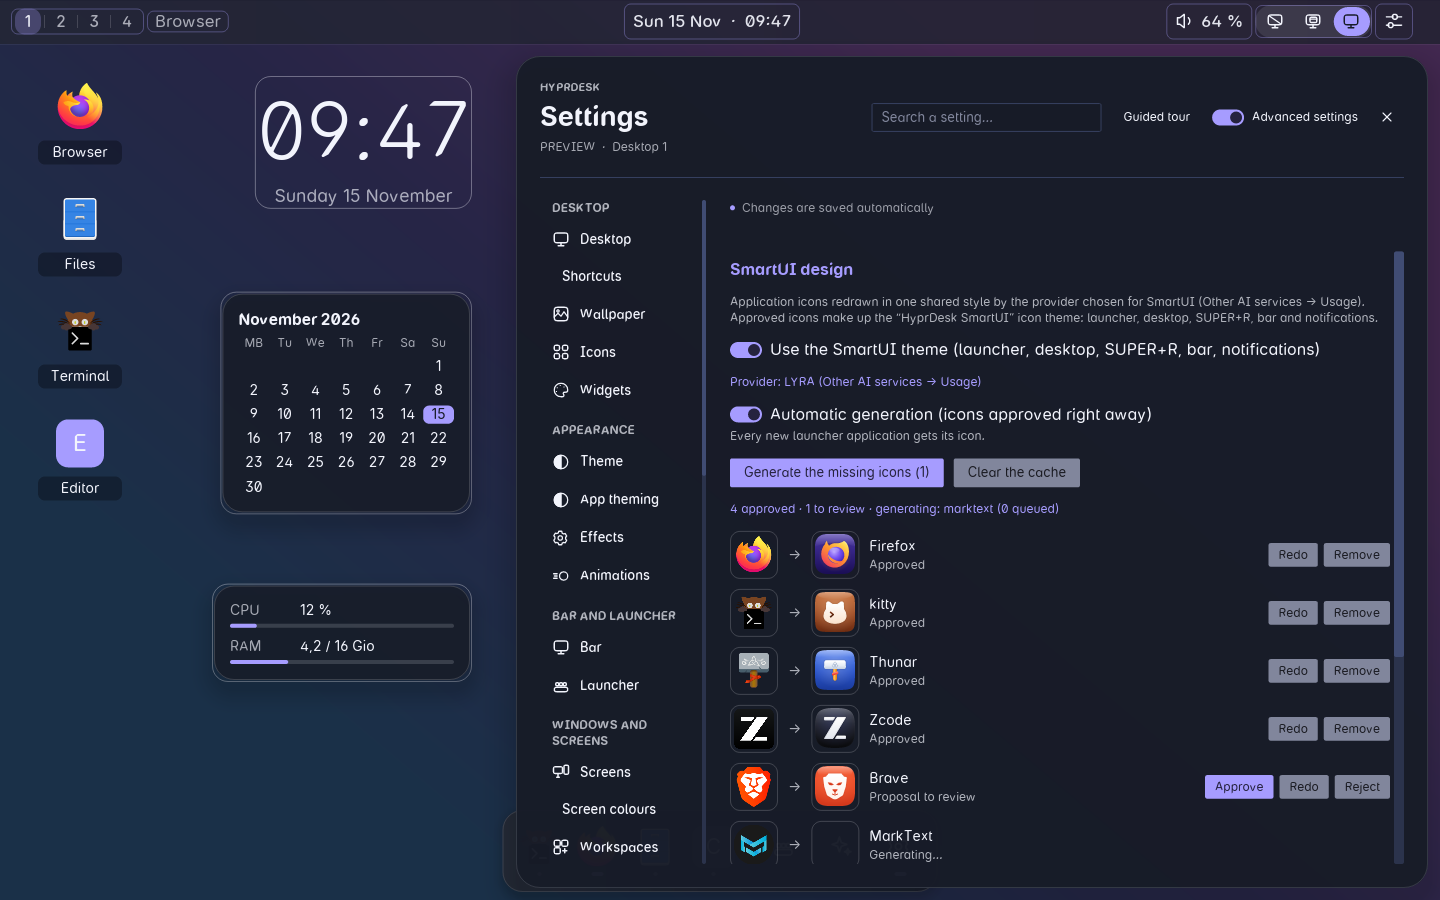 1 2 3 4 Browser
Sun 15 Nov · 09:47
64 %
Browser
Files
Terminal
E
Editor
09:47
Sunday 15 November
November 2026
MB Tu We Th Fr Sa Su
1
2 3 4 5 6 7 8
9 10 11 12 13 14 15
16 17 18 19 20 21 22
23 24 25 26 27 28 29
30
CPU 12 %
RAM 4,2 / 16 Gio
HYPRDESK
Settings
PREVIEW · Desktop 1
Search a setting...
Guided tour
Advanced settings
DESKTOP
Desktop
Shortcuts
Wallpaper
Icons
Widgets
APPEARANCE
Theme
App theming
Effects
Animations
BAR AND LAUNCHER
Bar
Launcher
WINDOWS AND
SCREENS
Screens
Screen colours
Workspaces
Changes are saved automatically
SmartUI design
Application icons redrawn in one shared style by the provider chosen for SmartUI (Other AI services → Usage).
Approved icons make up the “HyprDesk SmartUI” icon theme: launcher, desktop, SUPER+R, bar and notifications.
Use the SmartUI theme (launcher, desktop, SUPER+R, bar, notifications)
Provider: LYRA (Other AI services → Usage)
Automatic generation (icons approved right away)
Every new launcher application gets its icon.
Generate the missing icons (1) Clear the cache
4 approved · 1 to review · generating: marktext (0 queued)
→ Firefox
Approved
Redo Remove
→ kitty
Approved
Redo Remove
→ Thunar
Approved
Redo Remove
→ Zcode
Approved
Redo Remove
→ Brave
Proposal to review
Approve Redo Reject
→ MarkText
Generating...